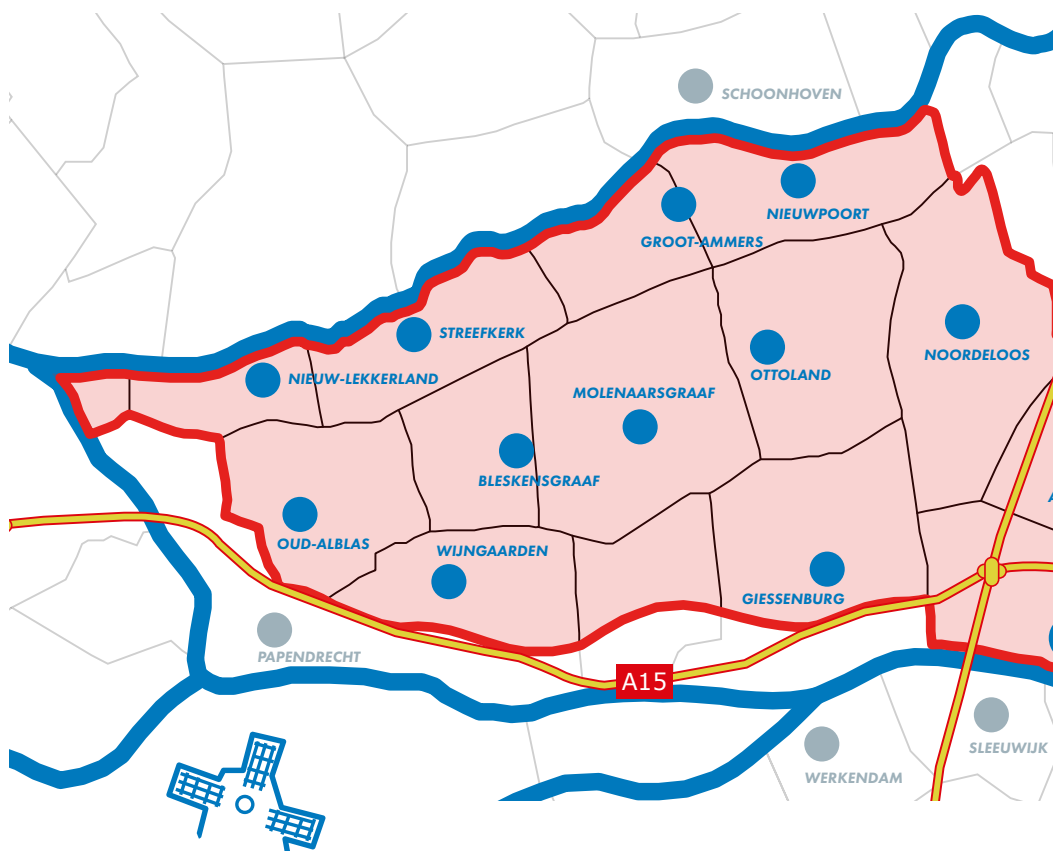 SCHOONHOVEN
NIEUWPOORT
GROOT-AMMERS
STREEFKERK
NOORDELOOS
NIEUW-LEKKERLAND
OTTOLAND
MOLENAARSGRAAF
BLESKENSGRAAF
OUD-ALBLAS
WIJNGAARDEN
GIESSENBURG
PAPENDRECHT
A15
SLEEUWIJK
WERKENDAM